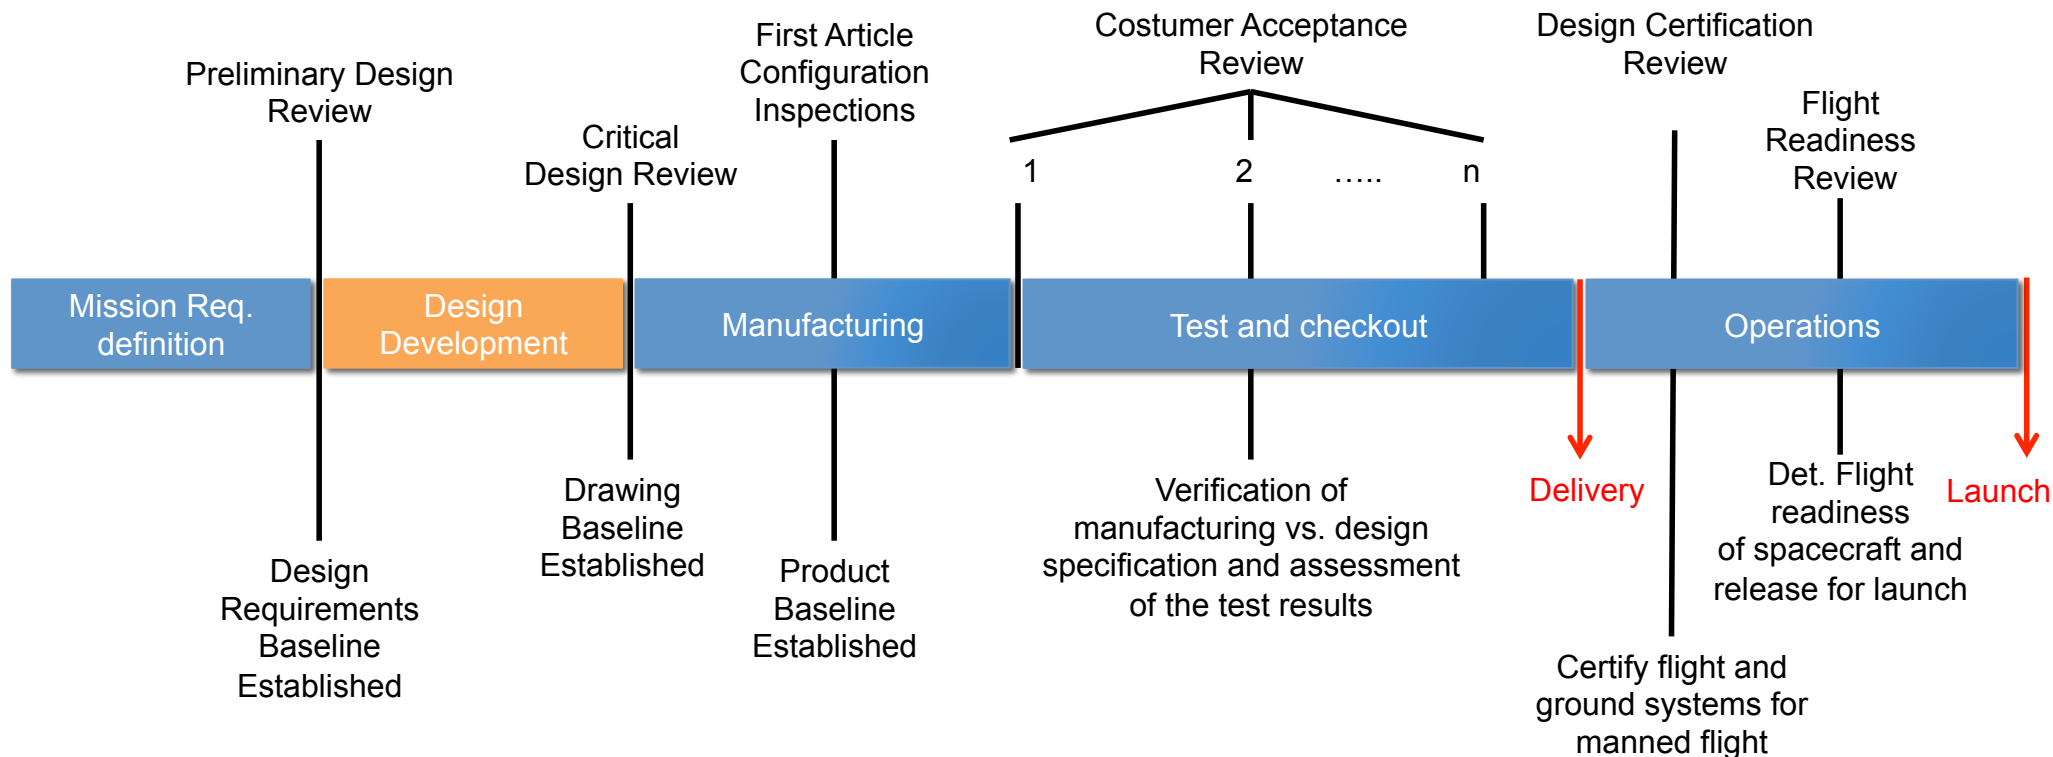 Preliminary Design
Review
Critical
Design Review
First Article
Configuration
Inspections
Costumer Acceptance
Review
1
2
.....
n
Design Certification
Review
Flight
Readiness
Review
Mission Req.
definition
Design
Development
Manufacturing
Test and checkout
Operations
Design
Requirements
Baseline
Established
Drawing
Baseline
Established
Product
Baseline
Established
Verification of
manufacturing vs. design
specification and assessment
of the test results
Delivery
Certify flight and
ground systems for
manned flight
Det. Flight
readiness
of spacecraft and
release for launch
Launch